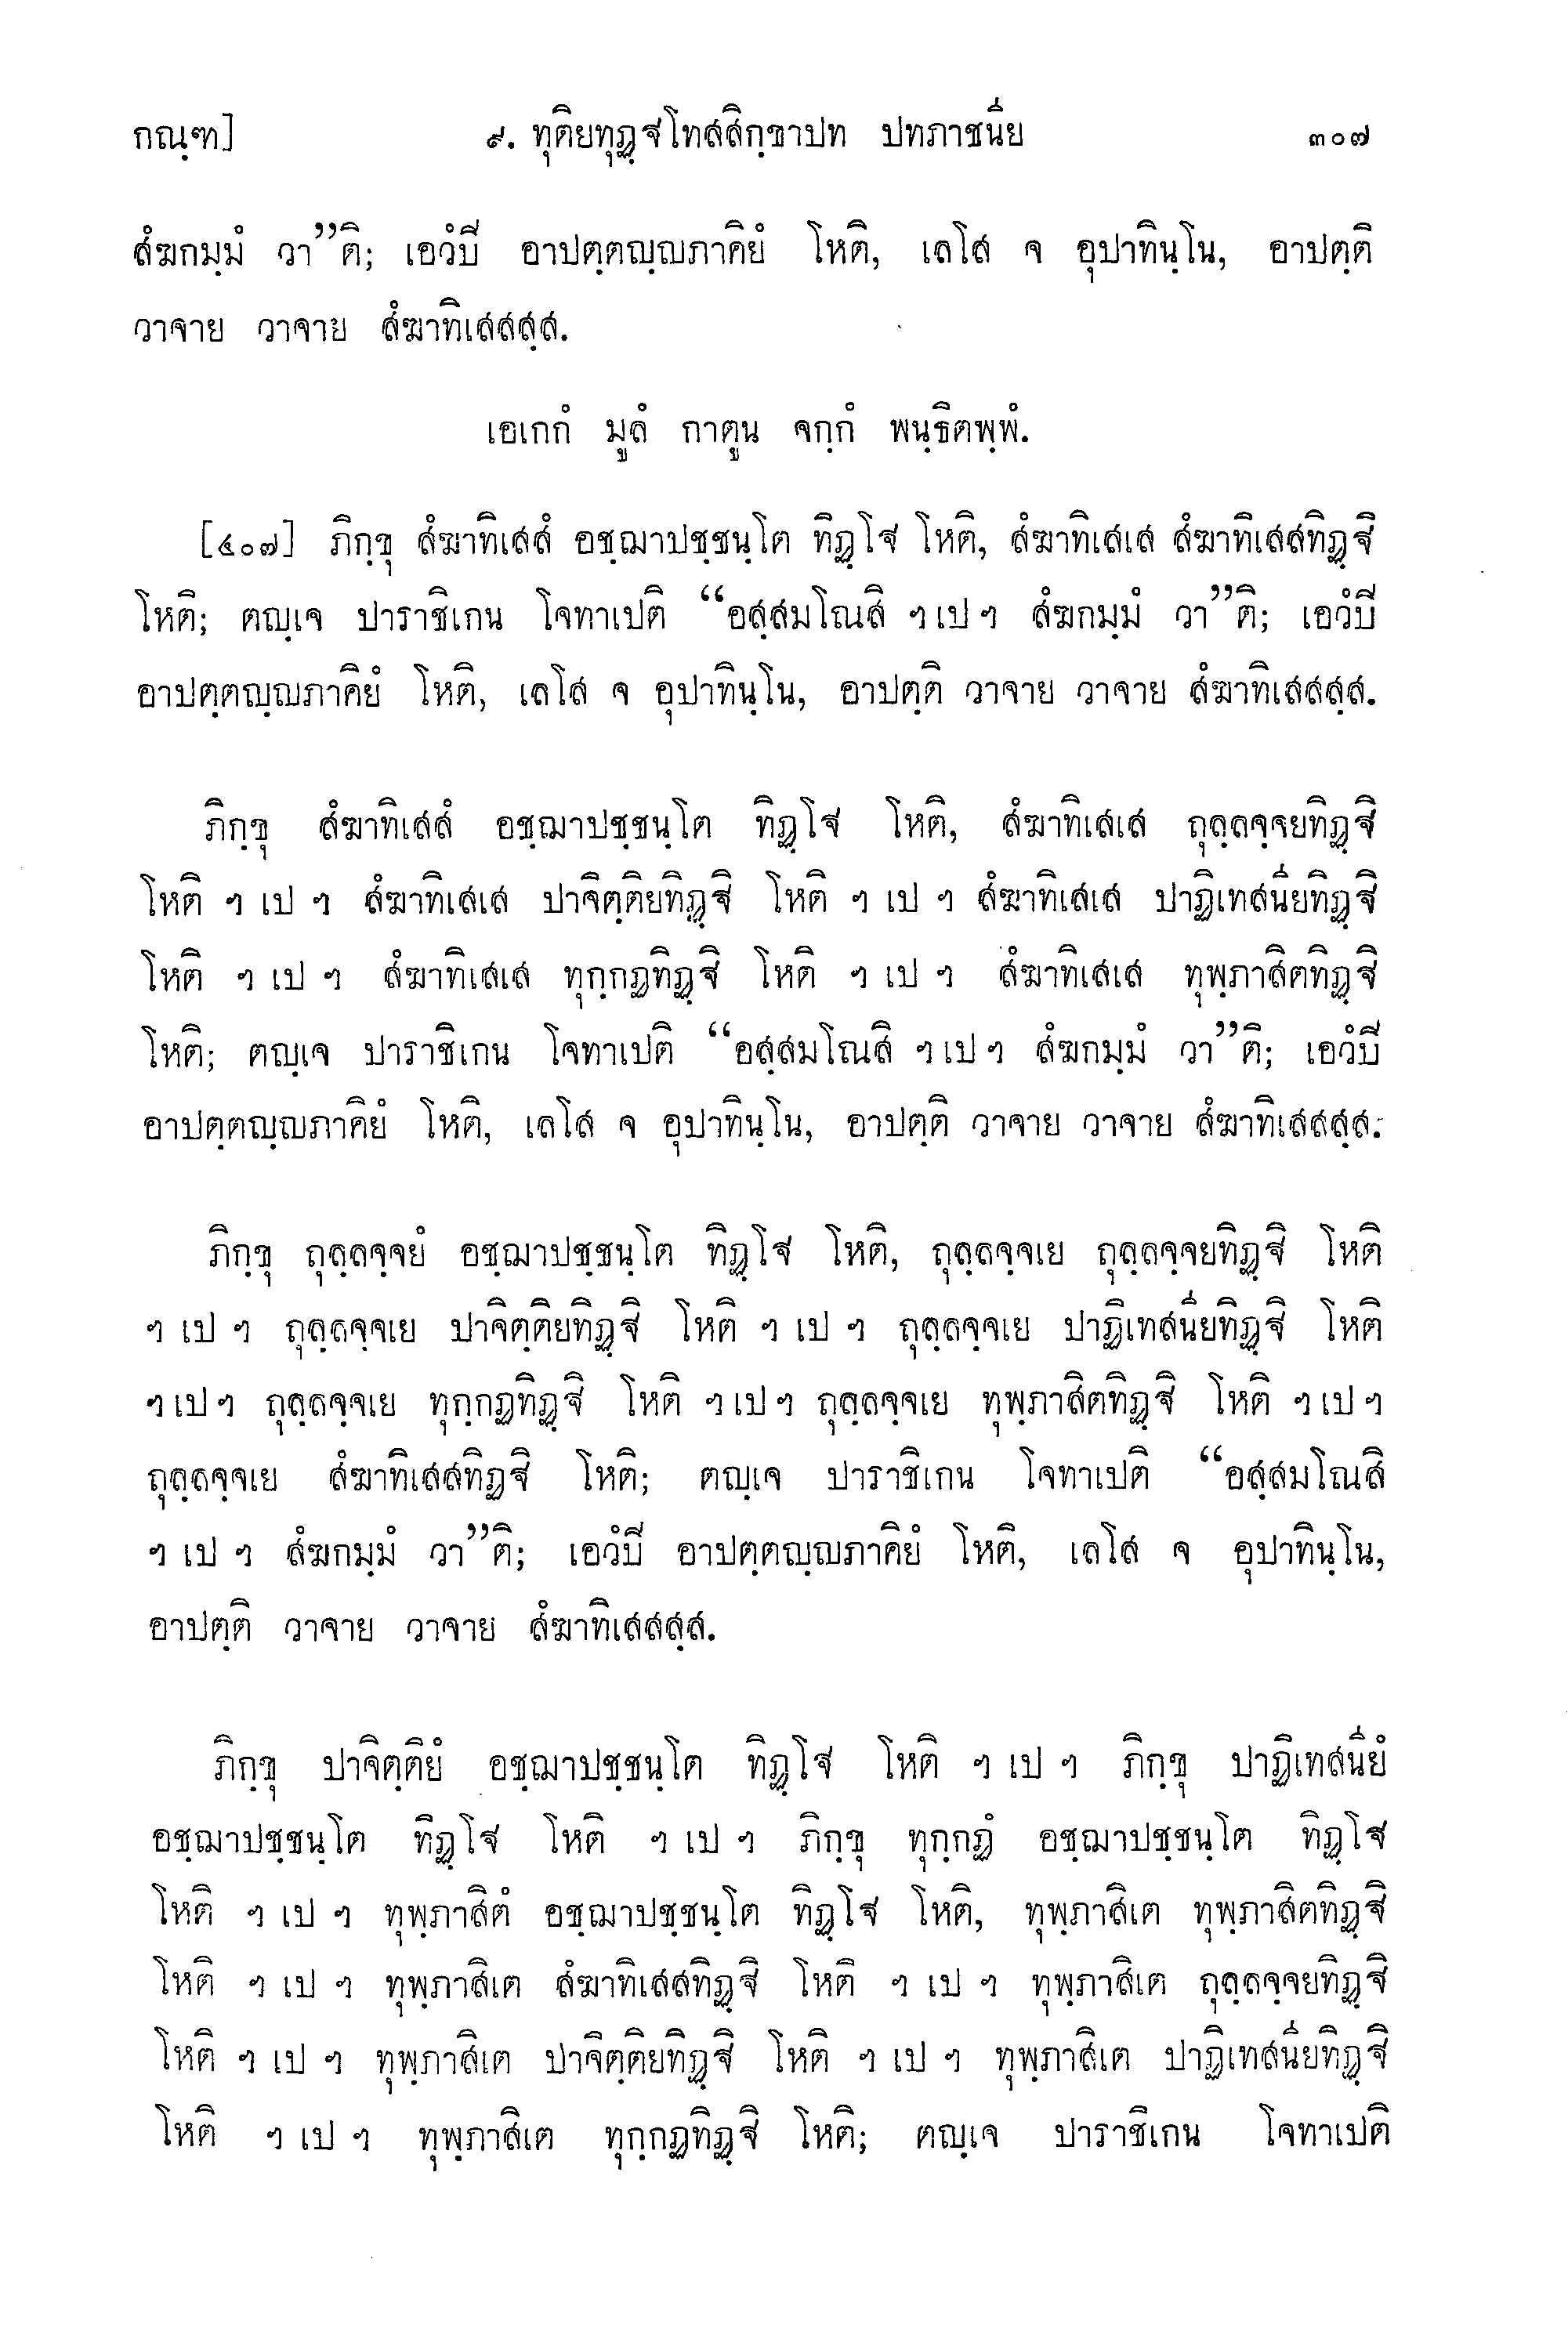 กณฺฑ] ๙. ทุติยทุฏฺฐโทสสิกฺขาปท ปทภาชนีย ๓๐๗
สํฆกมฺมํ วา”ติ; เอวํปิ อาปตฺตญฺญภาคิยํ โหติ, เลโส จ อุปาทินฺโน, อาปตฺติ
วาจาย วาจาย สํฆาทิเสสสฺส.
เอเกกํ มูลํ กาตูน จกฺกํ พนฺธิตพฺพํ.
[๔๐๗] ภิกฺขุ สํฆาทิเสสํ อชฺฌาปชฺชนฺโต ทิฏฺโฐ โหติ, สํฆาทิเสเส สํฆาทิเสสทิฏฺฐิ
โหติ; ตญฺเจ ปาราชิเกน โจทาเปติ “อสฺสมโณสิ ฯเปฯ สํฆกมฺมํ วา”ติ; เอวํปิ
อาปตฺตญฺญภาคิยํ โหติ, เลโส จ อุปาทินฺโน, อาปตฺติ วาจาย วาจาย สํฆาทิเสสสฺส.
ภิกฺขุ สํฆาทิเสสํ อชฺฌาปชฺชนฺโต ทิฏฺโฐ โหติ, สํฆาทิเสเส ถุลฺลจฺจยทิฏฺฐิ
โหติ ฯ เป ฯ สํฆาทิเสเส ปาจิตฺติยทิฏฺฐิ โหติ ฯ เป ฯ สํฆาทิเสเส ปาฏิเทสนียทิฏฺฐิ
โหติ ฯ เป ฯ สํฆาทิเสเส ทุกฺกฏทิฏฺฐิ โหติ ฯ เป ฯ สํฆาทิเสเส ทุพฺภาสิตทิฏฺฐิ
โหติ; ตญฺเจ ปาราชิเกน โจทาเปติ “อสฺสมโณสิ ฯเปฯ สํฆกมฺมํ วา”ติ; เอวํปิ
อาปตฺตญฺญภาคิยํ โหติ, เลโส จ อุปาทินฺโน, อาปตฺติ วาจาย วาจาย สํฆาทิเสสสฺส.
ภิกฺขุ ถุลฺลจฺจยํ อชฺฌาปชฺชนฺโต ทิฏฺโฐ โหติ, ถุลฺลจฺจเย ถุลฺลจฺจยทิฏฺฐิ โหติ
ฯ เป ฯ ถุลฺลจฺจเย ปาจิตฺติยทิฏฺฐิ โหติ ฯ เป ฯ ถุลฺลจฺจเย ปาฏิเทสนียทิฏฺฐิ โหติ
ฯเปฯ ถุลฺลจฺจเย ทุกฺกฏทิฏฺฐิ โหติ ฯเปฯ ถุลฺลจฺจเย ทุพฺภาสิตทิฏฺฐิ โหติ ฯเปฯ
ถุลฺลจฺจเย สํฆาทิเสสทิฏฺฐิ โหติ; ตญฺเจ ปาราชิเกน โจทาเปติ “อสฺสมโณสิ
ฯ เป ฯ สํฆกมฺมํ วา”ติ; เอวํปิ อาปตฺตญฺญภาคิยํ โหติ, เลโส จ อุปาทินฺโน,
อาปตฺติ วาจาย วาจาย สํฆาทิเสสสฺส.
ภิกฺขุ ปาจิตฺติยํ อชฺฌาปชฺชนฺโต ทิฏฺโฐ โหติ ฯ เป ฯ ภิกฺขุ ปาฏิเทสนียํ
อชฺฌาปชฺชนฺโต ทิฏฺโฐ โหติ ฯ เป ฯ ภิกฺขุ ทุกฺกฏํ อชฺฌาปชฺชนฺโต ทิฏฺโฐ
โหติ ฯ เป ฯ ทุพฺภาสิตํ อชฺฌาปชฺชนฺโต ทิฏฺโฐ โหติ, ทุพฺภาสิเต ทุพฺภาสิตทิฏฺฐิ
โหติ ฯ เป ฯ ทุพฺภาสิเต สํฆาทิเสสทิฏฺฐิ โหติ ฯ เป ฯ ทุพฺภาสิเต ถุลฺลจฺจยทิฏฺฐิ
โหติ ฯ เป ฯ ทุพฺภาสิเต ปาจิตฺติยทิฏฺฐิ โหติ ฯ เป ฯ ทุพฺภาสิเต ปาฏิเทสนียทิฏฺฐิ
โหติ ฯ เป ฯ ทุพฺภาสิเต ทุกฺกฏทิฏฺฐิ โหติ; ตญฺเจ ปาราชิเกน โจทาเปติ